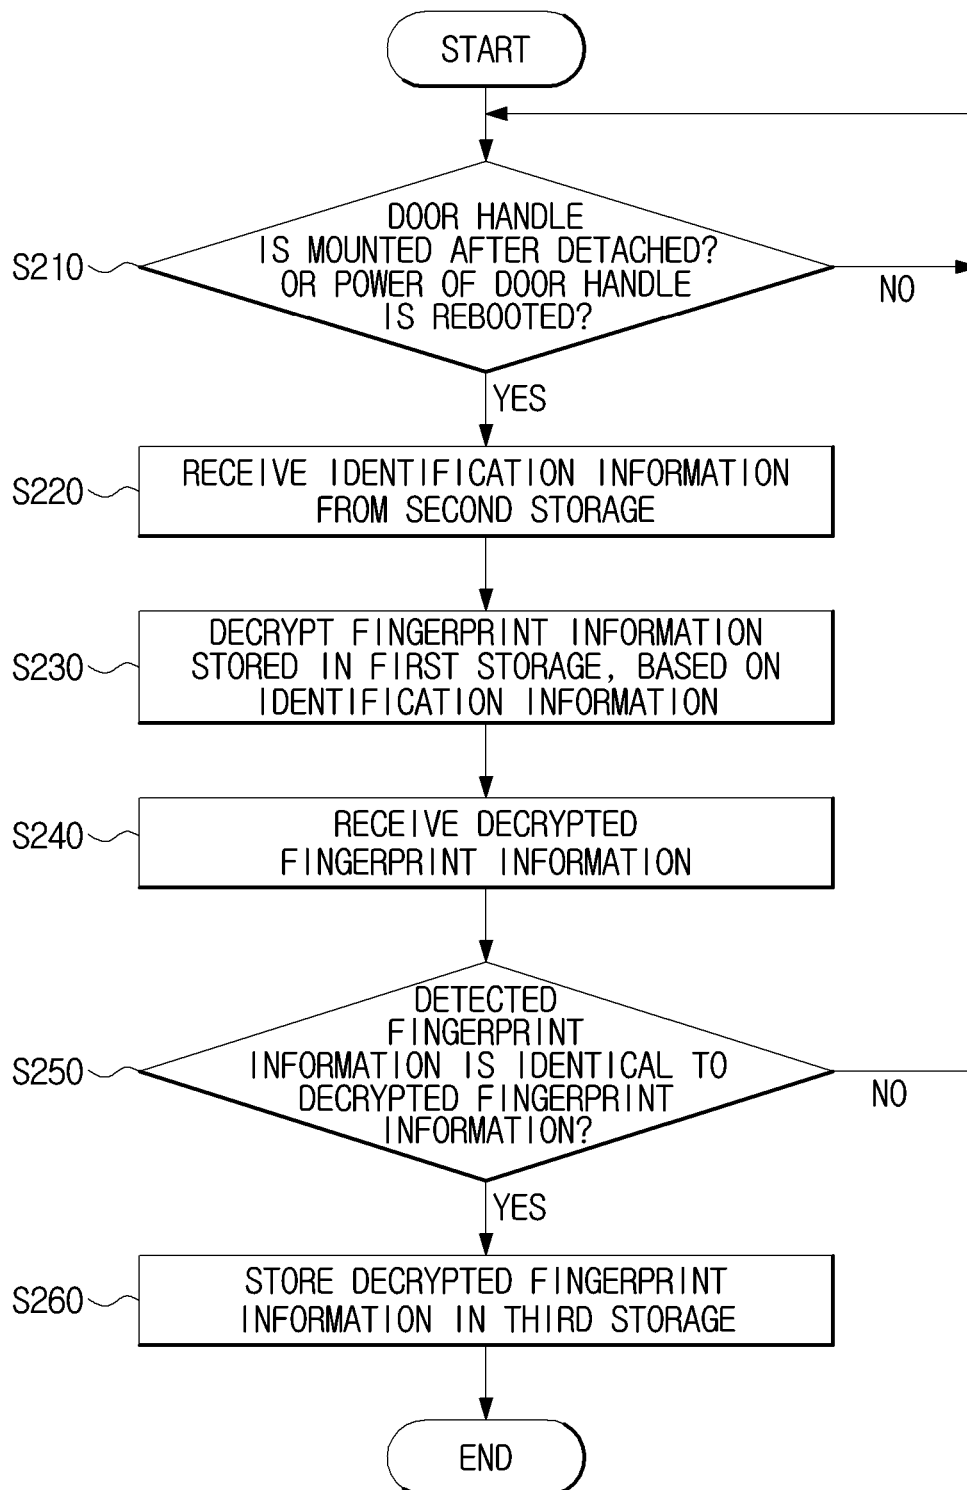 START
DOOR HANDLE
IS MOUNTED AFTER DETACHED?
OR POWER OF DOOR HANDLE
IS REBOOTED?
S210
NO
YES
RECEIVE IDENTIFICATION INFORMATION
FROM SECOND STORAGE
S220
DECRYPT FINGERPRINT INFORMATION
STORED IN FIRST STORAGE, BASED ON
IDENTIFICATION INFORMATION
S230
RECEIVE DECRYPTED
FINGERPRINT INFORMATION
S240
DETECTED
FINGERPRINT
INFORMATION IS IDENTICAL TO
DECRYPTED FINGERPRINT
INFORMATION?
S250
NO
YES
STORE DECRYPTED FINGERPRINT
INFORMATION IN THIRD STORAGE
S260
END